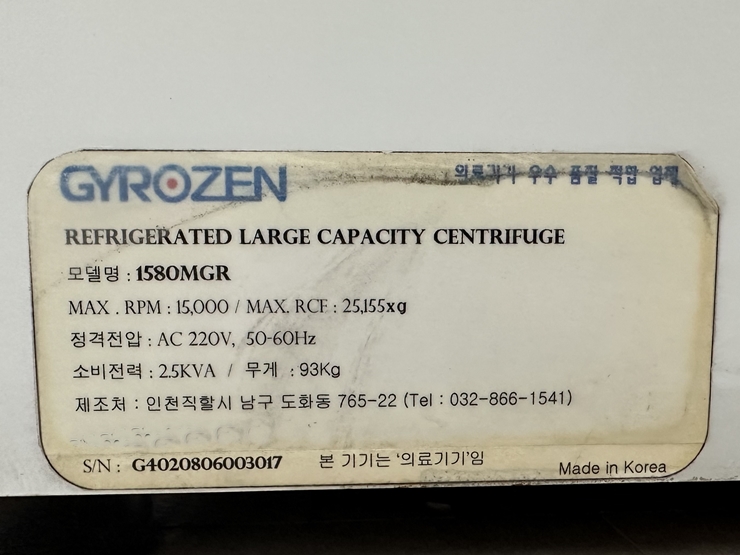 GYROZEN 의료기기 우수 품질 적합 업체
REFRIGERATED LARGE CAPACITY CENTRIFUGE
모델명 : 1580MGR
MAX . RPM : 15,000 / MAX. RCF : 25,155xg
정격전압 : AC 220V, 50-60Hz
소비전력 : 2.5KVA / 무게 : 93Kg
제조처 : 인천직할시 남구 도화동 765-22 (Tel : 032-866-1541)
S/N : G4020806003017 본 기기는 '의료기기'임 Made in Korea